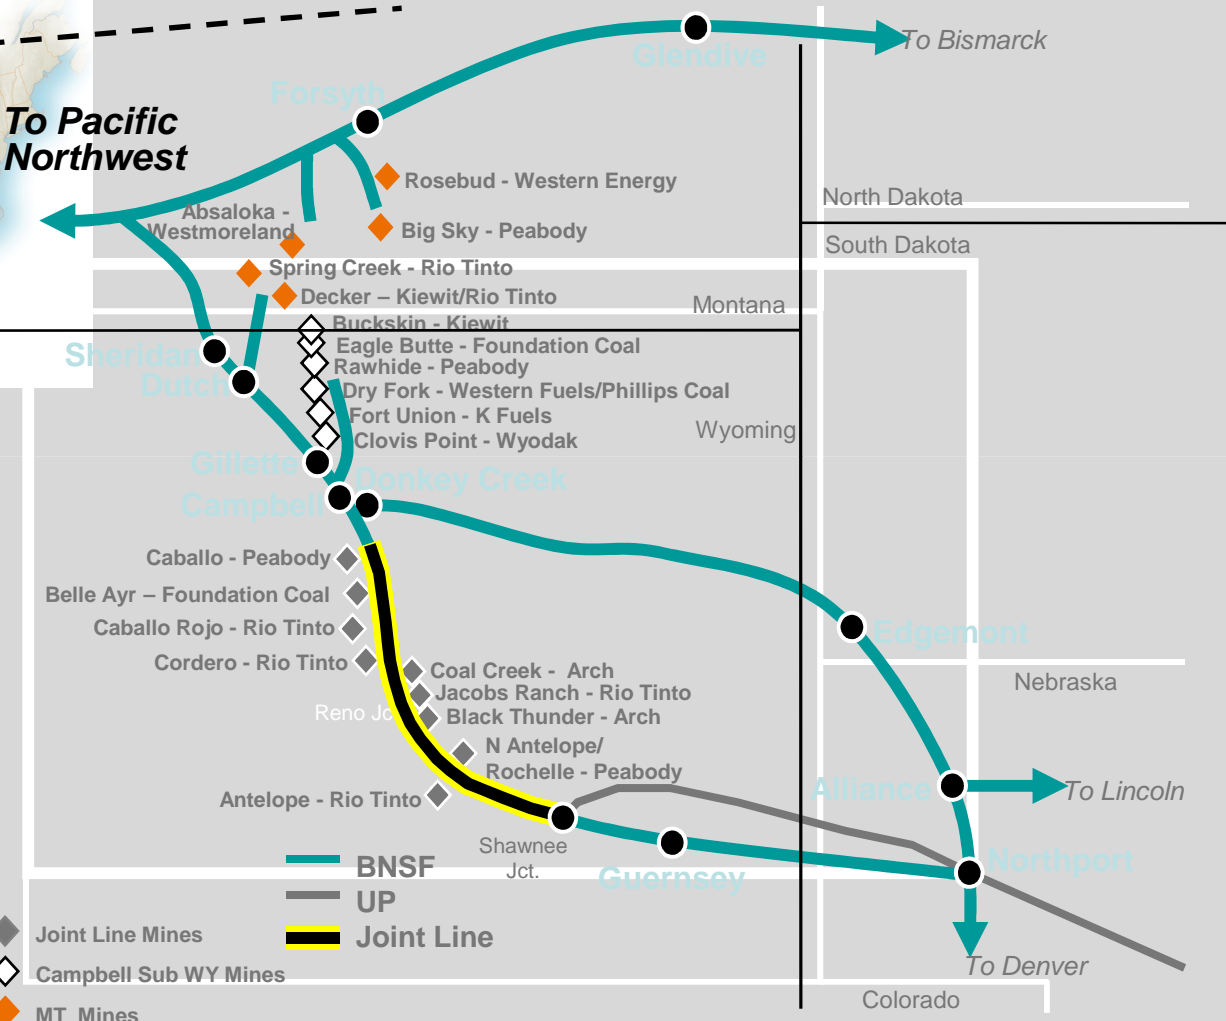 Glendive
To Bismarck
Forsyth
To Pacific
Northwest
Rosebud - Western Energy
North Dakota
Absaloka -
Westmoreland
Big Sky - Peabody
South Dakota
Spring Creek - Rio Tinto
Decker – Kiewit/Rio Tinto
Montana
Buckskin - Kiewit
Sheridan
Eagle Butte - Foundation Coal
Rawhide - Peabody
Dutch
Dry Fork - Western Fuels/Phillips Coal
Fort Union - K Fuels
Wyoming
Clovis Point - Wyodak
Gillette
Donkey Creek
Campbell
Caballo - Peabody
Belle Ayr – Foundation Coal
Caballo Rojo - Rio Tinto
Edgemont
Cordero - Rio Tinto
Coal Creek - Arch
Nebraska
Jacobs Ranch - Rio Tinto
Reno Jc
Black Thunder - Arch
N Antelope/
Rochelle - Peabody
Alliance
To Lincoln
Antelope - Rio Tinto
Shawnee
Jct.
Guernsey
Northport
BNSF
UP
Joint Line
Joint Line Mines
Campbell Sub WY Mines
MT Mines
To Denver
Colorado